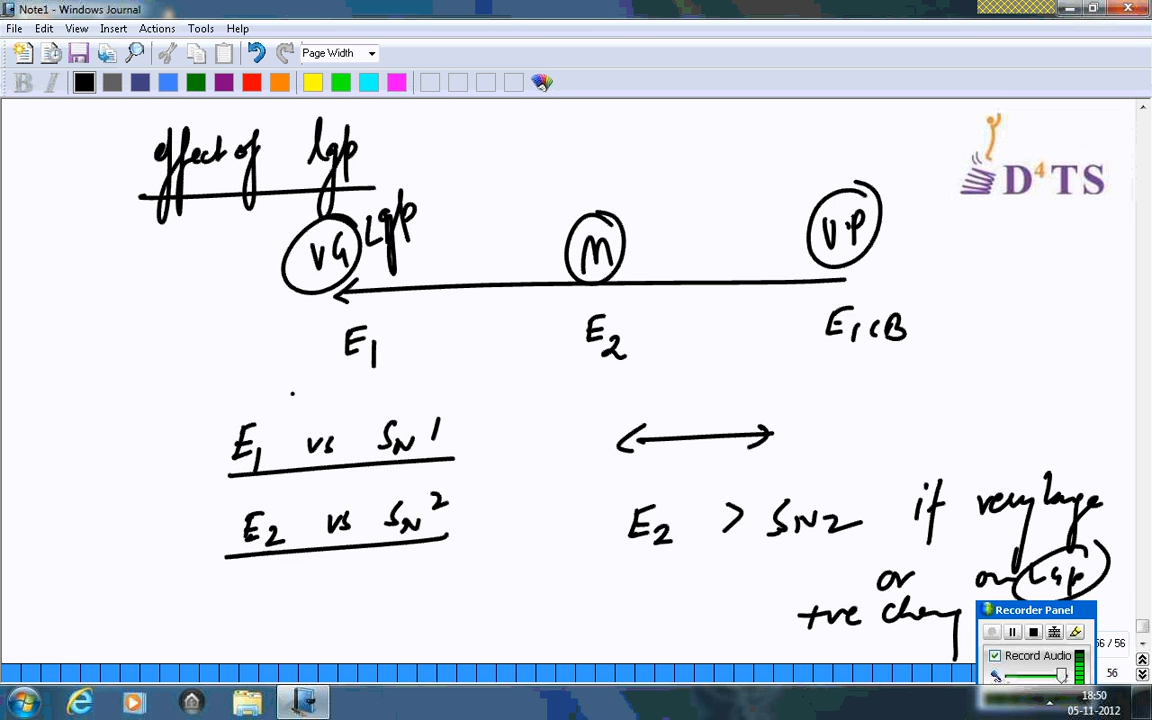 Note1 - Windows Journal
File Edit View Insert Actions Tools Help
Page Width
B I
effect of lgp
D4TS
VG Lgp M VP
E1 E2 E1CB
E1 vs SN1
E2 vs SN2 E2 > SN2 if very large
or on Lgp
+ve charg
Recorder Panel
Record Audio
56 / 56
56
18:50
05-11-2012